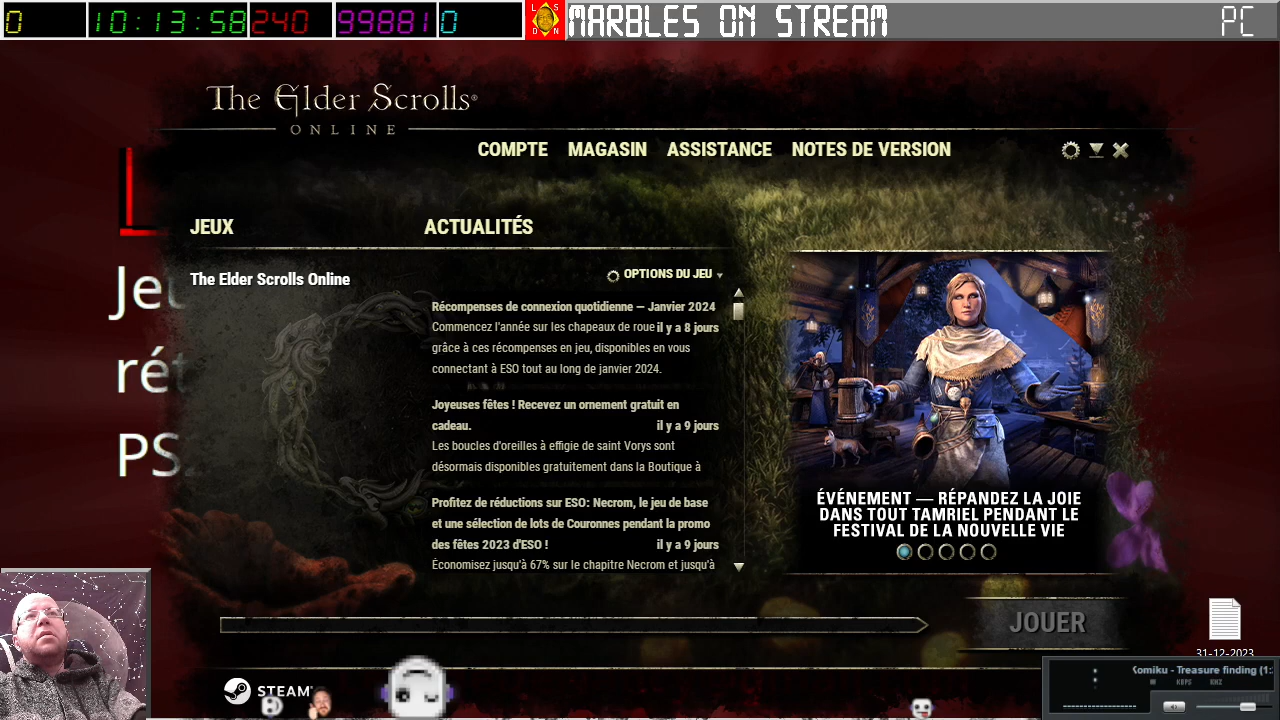 0
10:13:58
240
99881
0
L S
D N
MARBLES ON STREAM
PC
The Elder Scrolls®
ONLINE
COMPTE MAGASIN ASSISTANCE NOTES DE VERSION
JEUX
ACTUALITÉS
The Elder Scrolls Online
OPTIONS DU JEU
Récompenses de connexion quotidienne — Janvier 2024
Commencez l'année sur les chapeaux de roue il y a 8 jours
grâce à ces récompenses en jeu, disponibles en vous
connectant à ESO tout au long de janvier 2024.
Joyeuses fêtes ! Recevez un ornement gratuit en
cadeau. il y a 9 jours
Les boucles d'oreilles à effigie de saint Vorys sont
désormais disponibles gratuitement dans la Boutique à
Profitez de réductions sur ESO: Necrom, le jeu de base
et une sélection de lots de Couronnes pendant la promo
des fêtes 2023 d'ESO ! il y a 9 jours
Économisez jusqu'à 67% sur le chapitre Necrom et jusqu'à
ÉVÉNEMENT — RÉPANDEZ LA JOIE
DANS TOUT TAMRIEL PENDANT LE
FESTIVAL DE LA NOUVELLE VIE
JOUER
L
Jeu
rét
PS
STEAM
31-12-2023
Komiku - Treasure finding (1:
KBPS KHZ